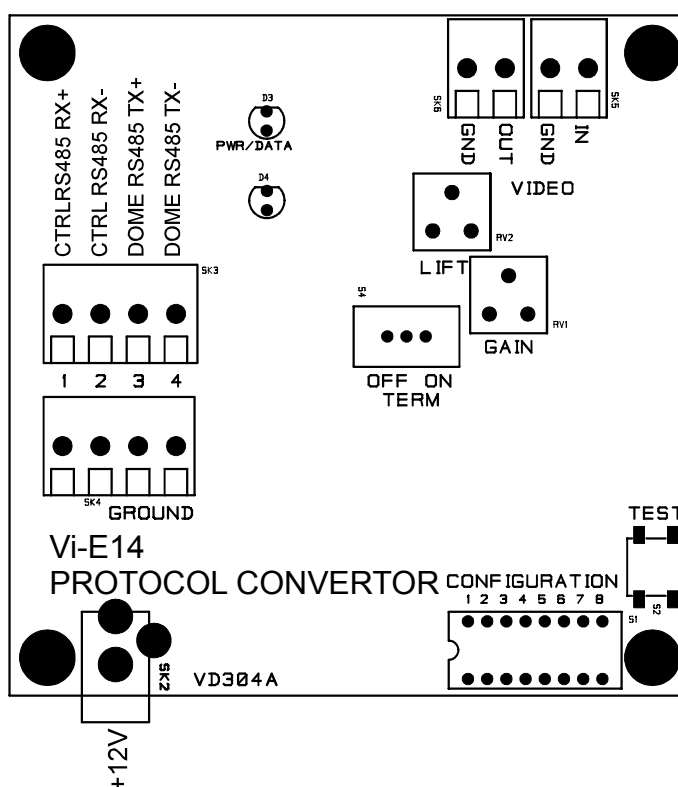 CTRLRS485 RX+
CTRL RS485 RX-
DOME RS485 TX+
DOME RS485 TX-
D3
PWR/DATA
D4
SK6
SK5
GND
OUT
GND
IN
VIDEO
RV2
LIFT
RV1
GAIN
S4
OFF ON
TERM
SK3
1 2 3 4
SK4
GROUND
Vi-E14
PROTOCOL CONVERTOR
TEST
S2
CONFIGURATION
1 2 3 4 5 6 7 8
S1
SK2
VD304A
+12V